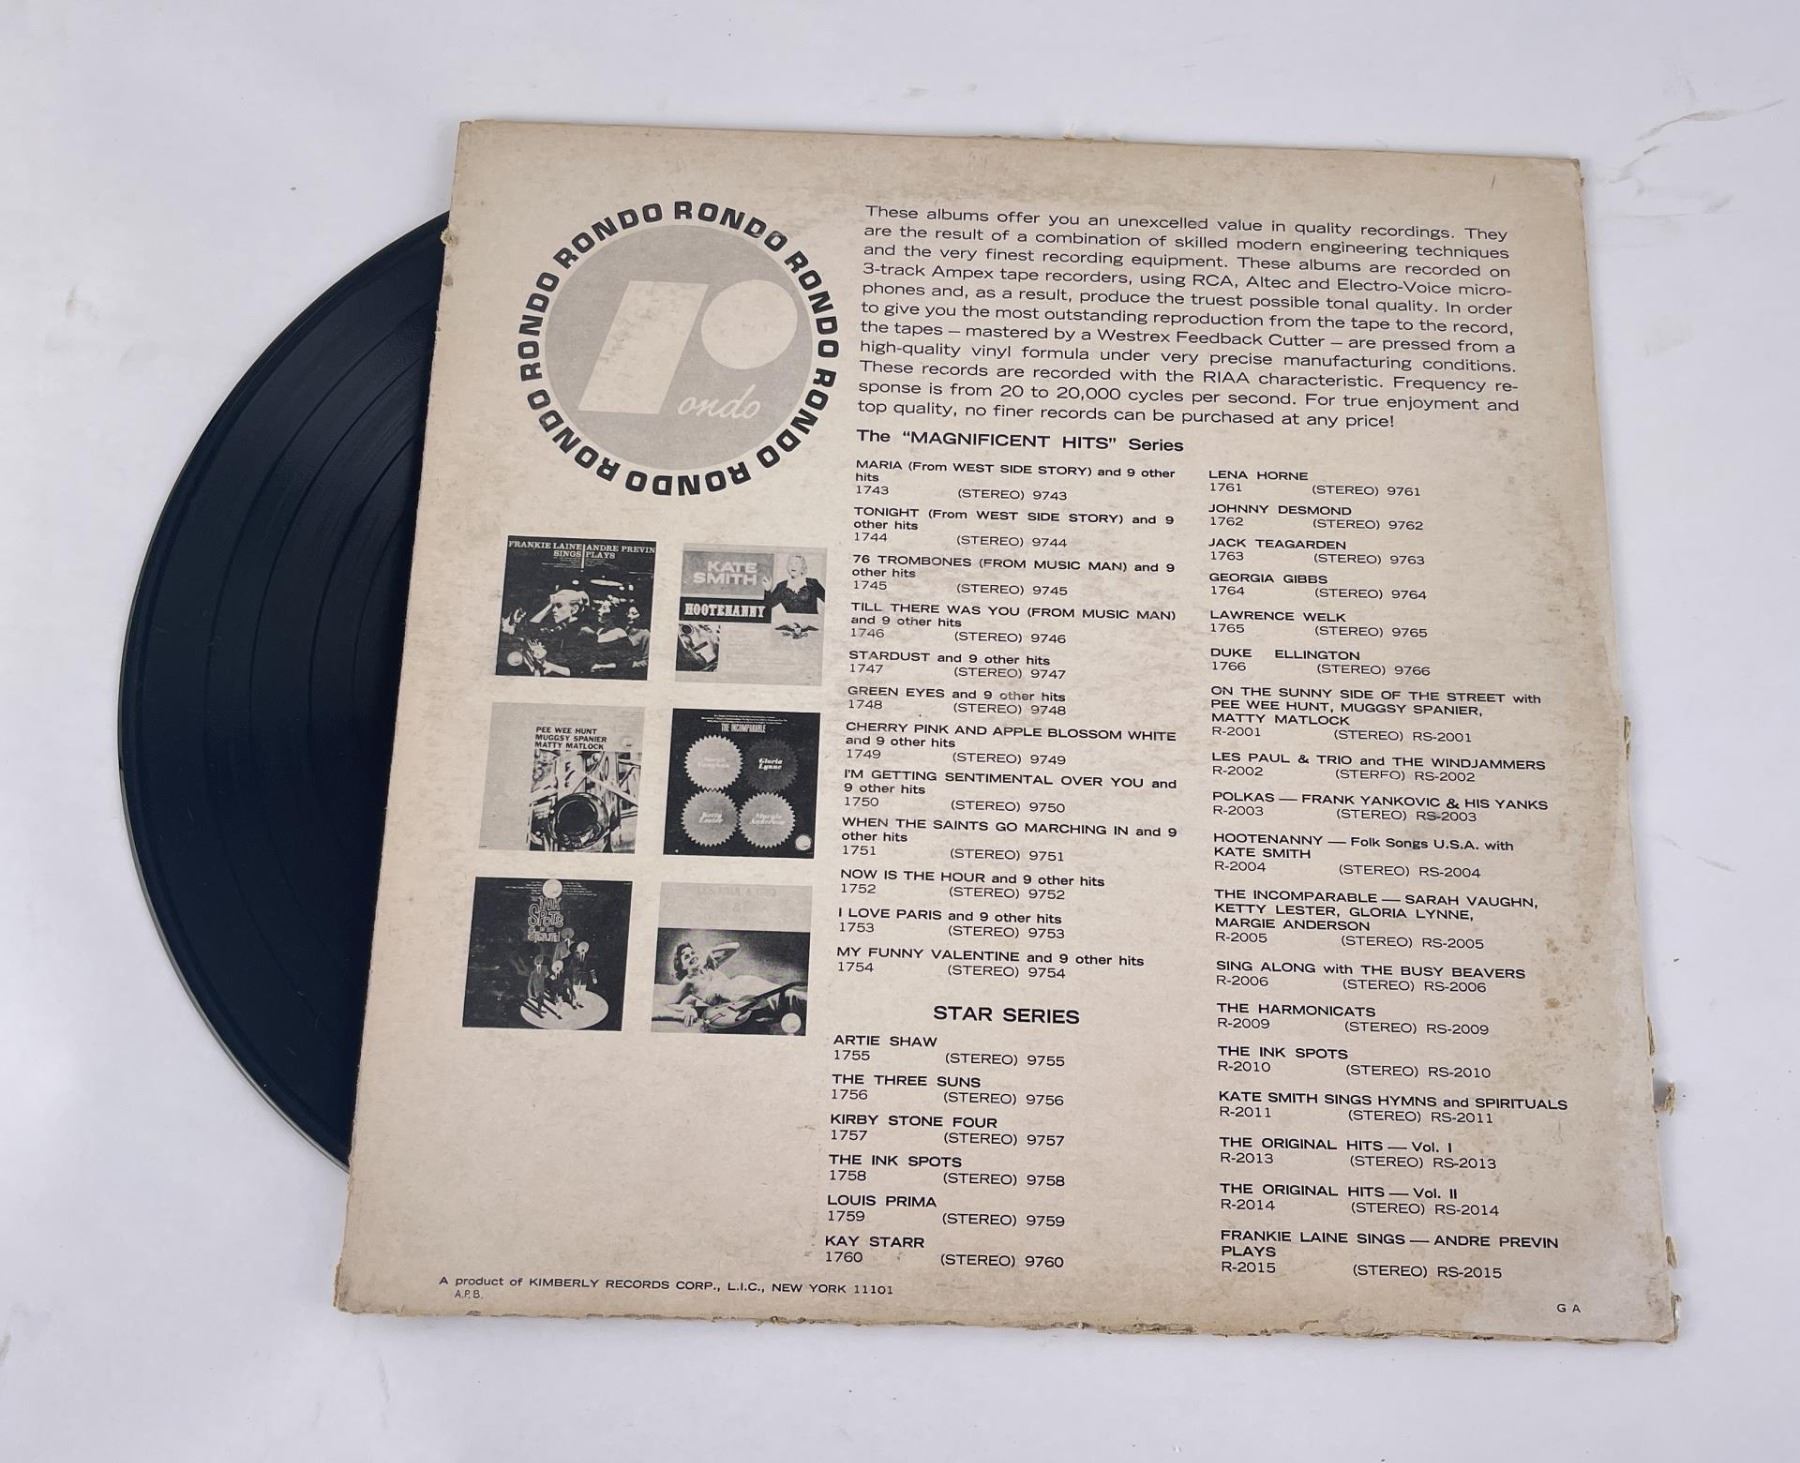 RONDO RONDO RONDO RONDO RONDO RONDO RONDO RONDO RONDO
ondo
These albums offer you an unexcelled value in quality recordings. They
are the result of a combination of skilled modern engineering techniques
and the very finest recording equipment. These albums are recorded on
3-track Ampex tape recorders, using RCA, Altec and Electro-Voice micro-
phones and, as a result, produce the truest possible tonal quality. In order
to give you the most outstanding reproduction from the tape to the record,
the tapes — mastered by a Westrex Feedback Cutter — are pressed from a
high-quality vinyl formula under very precise manufacturing conditions.
These records are recorded with the RIAA characteristic. Frequency re-
sponse is from 20 to 20,000 cycles per second. For true enjoyment and
top quality, no finer records can be purchased at any price!
The “MAGNIFICENT HITS” Series
MARIA (From WEST SIDE STORY) and 9 other
hits
1743 (STEREO) 9743
TONIGHT (From WEST SIDE STORY) and 9
other hits
1744 (STEREO) 9744
76 TROMBONES (FROM MUSIC MAN) and 9
other hits
1745 (STEREO) 9745
TILL THERE WAS YOU (FROM MUSIC MAN)
and 9 other hits
1746 (STEREO) 9746
STARDUST and 9 other hits
1747 (STEREO) 9747
GREEN EYES and 9 other hits
1748 (STEREO) 9748
CHERRY PINK AND APPLE BLOSSOM WHITE
and 9 other hits
1749 (STEREO) 9749
I'M GETTING SENTIMENTAL OVER YOU and
9 other hits
1750 (STEREO) 9750
WHEN THE SAINTS GO MARCHING IN and 9
other hits
1751 (STEREO) 9751
NOW IS THE HOUR and 9 other hits
1752 (STEREO) 9752
I LOVE PARIS and 9 other hits
1753 (STEREO) 9753
MY FUNNY VALENTINE and 9 other hits
1754 (STEREO) 9754
STAR SERIES
ARTIE SHAW
1755 (STEREO) 9755
THE THREE SUNS
1756 (STEREO) 9756
KIRBY STONE FOUR
1757 (STEREO) 9757
THE INK SPOTS
1758 (STEREO) 9758
LOUIS PRIMA
1759 (STEREO) 9759
KAY STARR
1760 (STEREO) 9760
LENA HORNE
1761 (STEREO) 9761
JOHNNY DESMOND
1762 (STEREO) 9762
JACK TEAGARDEN
1763 (STEREO) 9763
GEORGIA GIBBS
1764 (STEREO) 9764
LAWRENCE WELK
1765 (STEREO) 9765
DUKE ELLINGTON
1766 (STEREO) 9766
ON THE SUNNY SIDE OF THE STREET with
PEE WEE HUNT, MUGGSY SPANIER,
MATTY MATLOCK
R-2001 (STEREO) RS-2001
LES PAUL & TRIO and THE WINDJAMMERS
R-2002 (STERFO) RS-2002
POLKAS — FRANK YANKOVIC & HIS YANKS
R-2003 (STEREO) RS-2003
HOOTENANNY — Folk Songs U.S.A. with
KATE SMITH
R-2004 (STEREO) RS-2004
THE INCOMPARABLE — SARAH VAUGHN,
KETTY LESTER, GLORIA LYNNE,
MARGIE ANDERSON
R-2005 (STEREO) RS-2005
SING ALONG with THE BUSY BEAVERS
R-2006 (STEREO) RS-2006
THE HARMONICATS
R-2009 (STEREO) RS-2009
THE INK SPOTS
R-2010 (STEREO) RS-2010
KATE SMITH SINGS HYMNS and SPIRITUALS
R-2011 (STEREO) RS-2011
THE ORIGINAL HITS — Vol. I
R-2013 (STEREO) RS-2013
THE ORIGINAL HITS — Vol. II
R-2014 (STEREO) RS-2014
FRANKIE LAINE SINGS — ANDRE PREVIN
PLAYS
R-2015 (STEREO) RS-2015
FRANKIE LAINE ANDRE PREVIN
SINGS PLAYS
KATE
SMITH
HOOTENANNY
PEE WEE HUNT
MUGGSY SPANIER
MATTY MATLOCK
THE INCOMPARABLE
Gloria
Lynne
Ink
Spots
A product of KIMBERLY RECORDS CORP., L.I.C., NEW YORK 11101
A.P.B.
G A